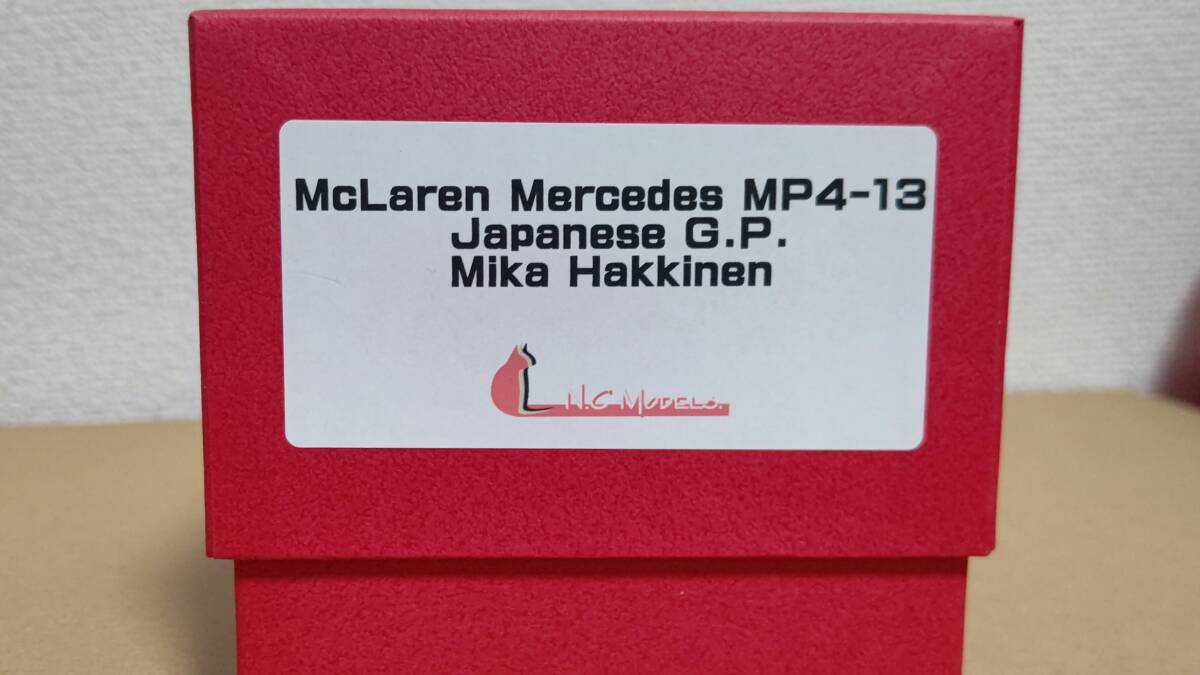 McLaren Mercedes MP4-13
Japanese G.P.
Mika Hakkinen
L N.C MODELS.